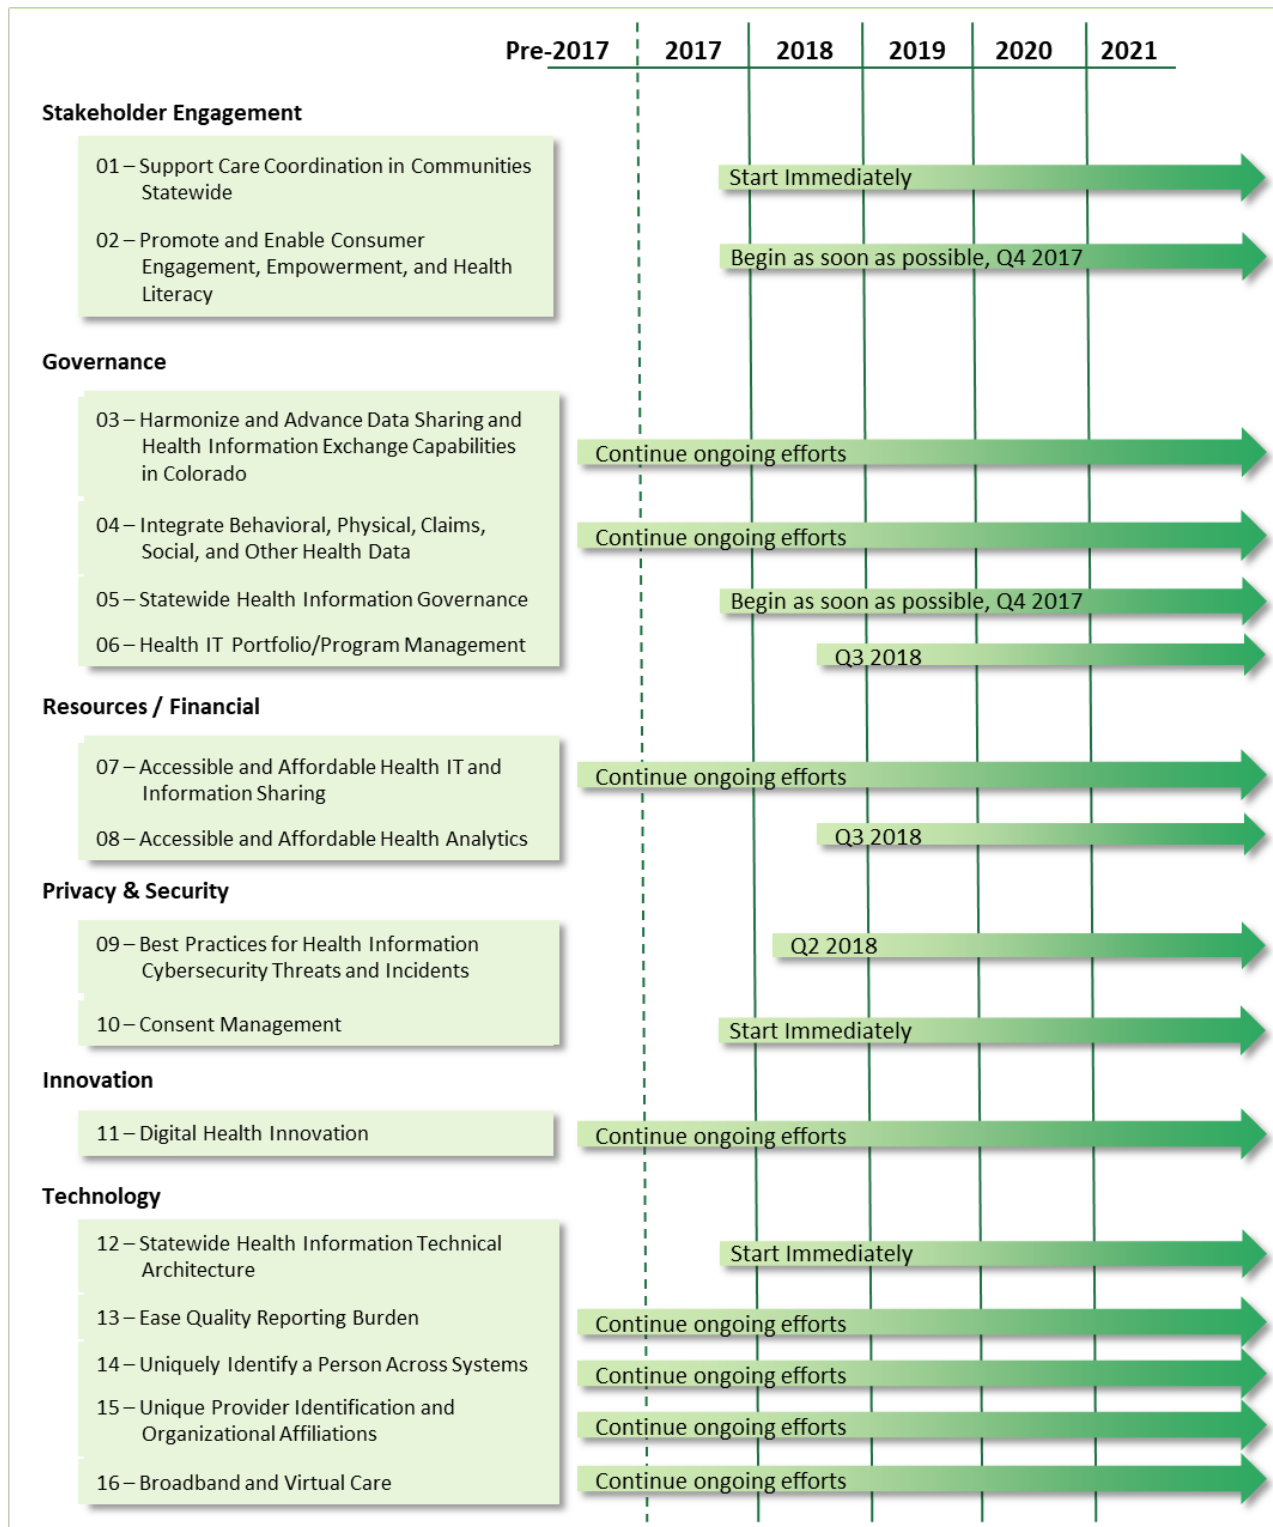 Pre-2017 2017 2018 2019 2020 2021
Stakeholder Engagement
01 – Support Care Coordination in Communities
Statewide
Start Immediately
02 – Promote and Enable Consumer
Engagement, Empowerment, and Health
Literacy
Begin as soon as possible, Q4 2017
Governance
03 – Harmonize and Advance Data Sharing and
Health Information Exchange Capabilities
in Colorado
Continue ongoing efforts
04 – Integrate Behavioral, Physical, Claims,
Social, and Other Health Data
Continue ongoing efforts
05 – Statewide Health Information Governance
Begin as soon as possible, Q4 2017
06 – Health IT Portfolio/Program Management
Q3 2018
Resources / Financial
07 – Accessible and Affordable Health IT and
Information Sharing
Continue ongoing efforts
08 – Accessible and Affordable Health Analytics
Q3 2018
Privacy & Security
09 – Best Practices for Health Information
Cybersecurity Threats and Incidents
Q2 2018
10 – Consent Management
Start Immediately
Innovation
11 – Digital Health Innovation
Continue ongoing efforts
Technology
12 – Statewide Health Information Technical
Architecture
Start Immediately
13 – Ease Quality Reporting Burden
Continue ongoing efforts
14 – Uniquely Identify a Person Across Systems
Continue ongoing efforts
15 – Unique Provider Identification and
Organizational Affiliations
Continue ongoing efforts
16 – Broadband and Virtual Care
Continue ongoing efforts